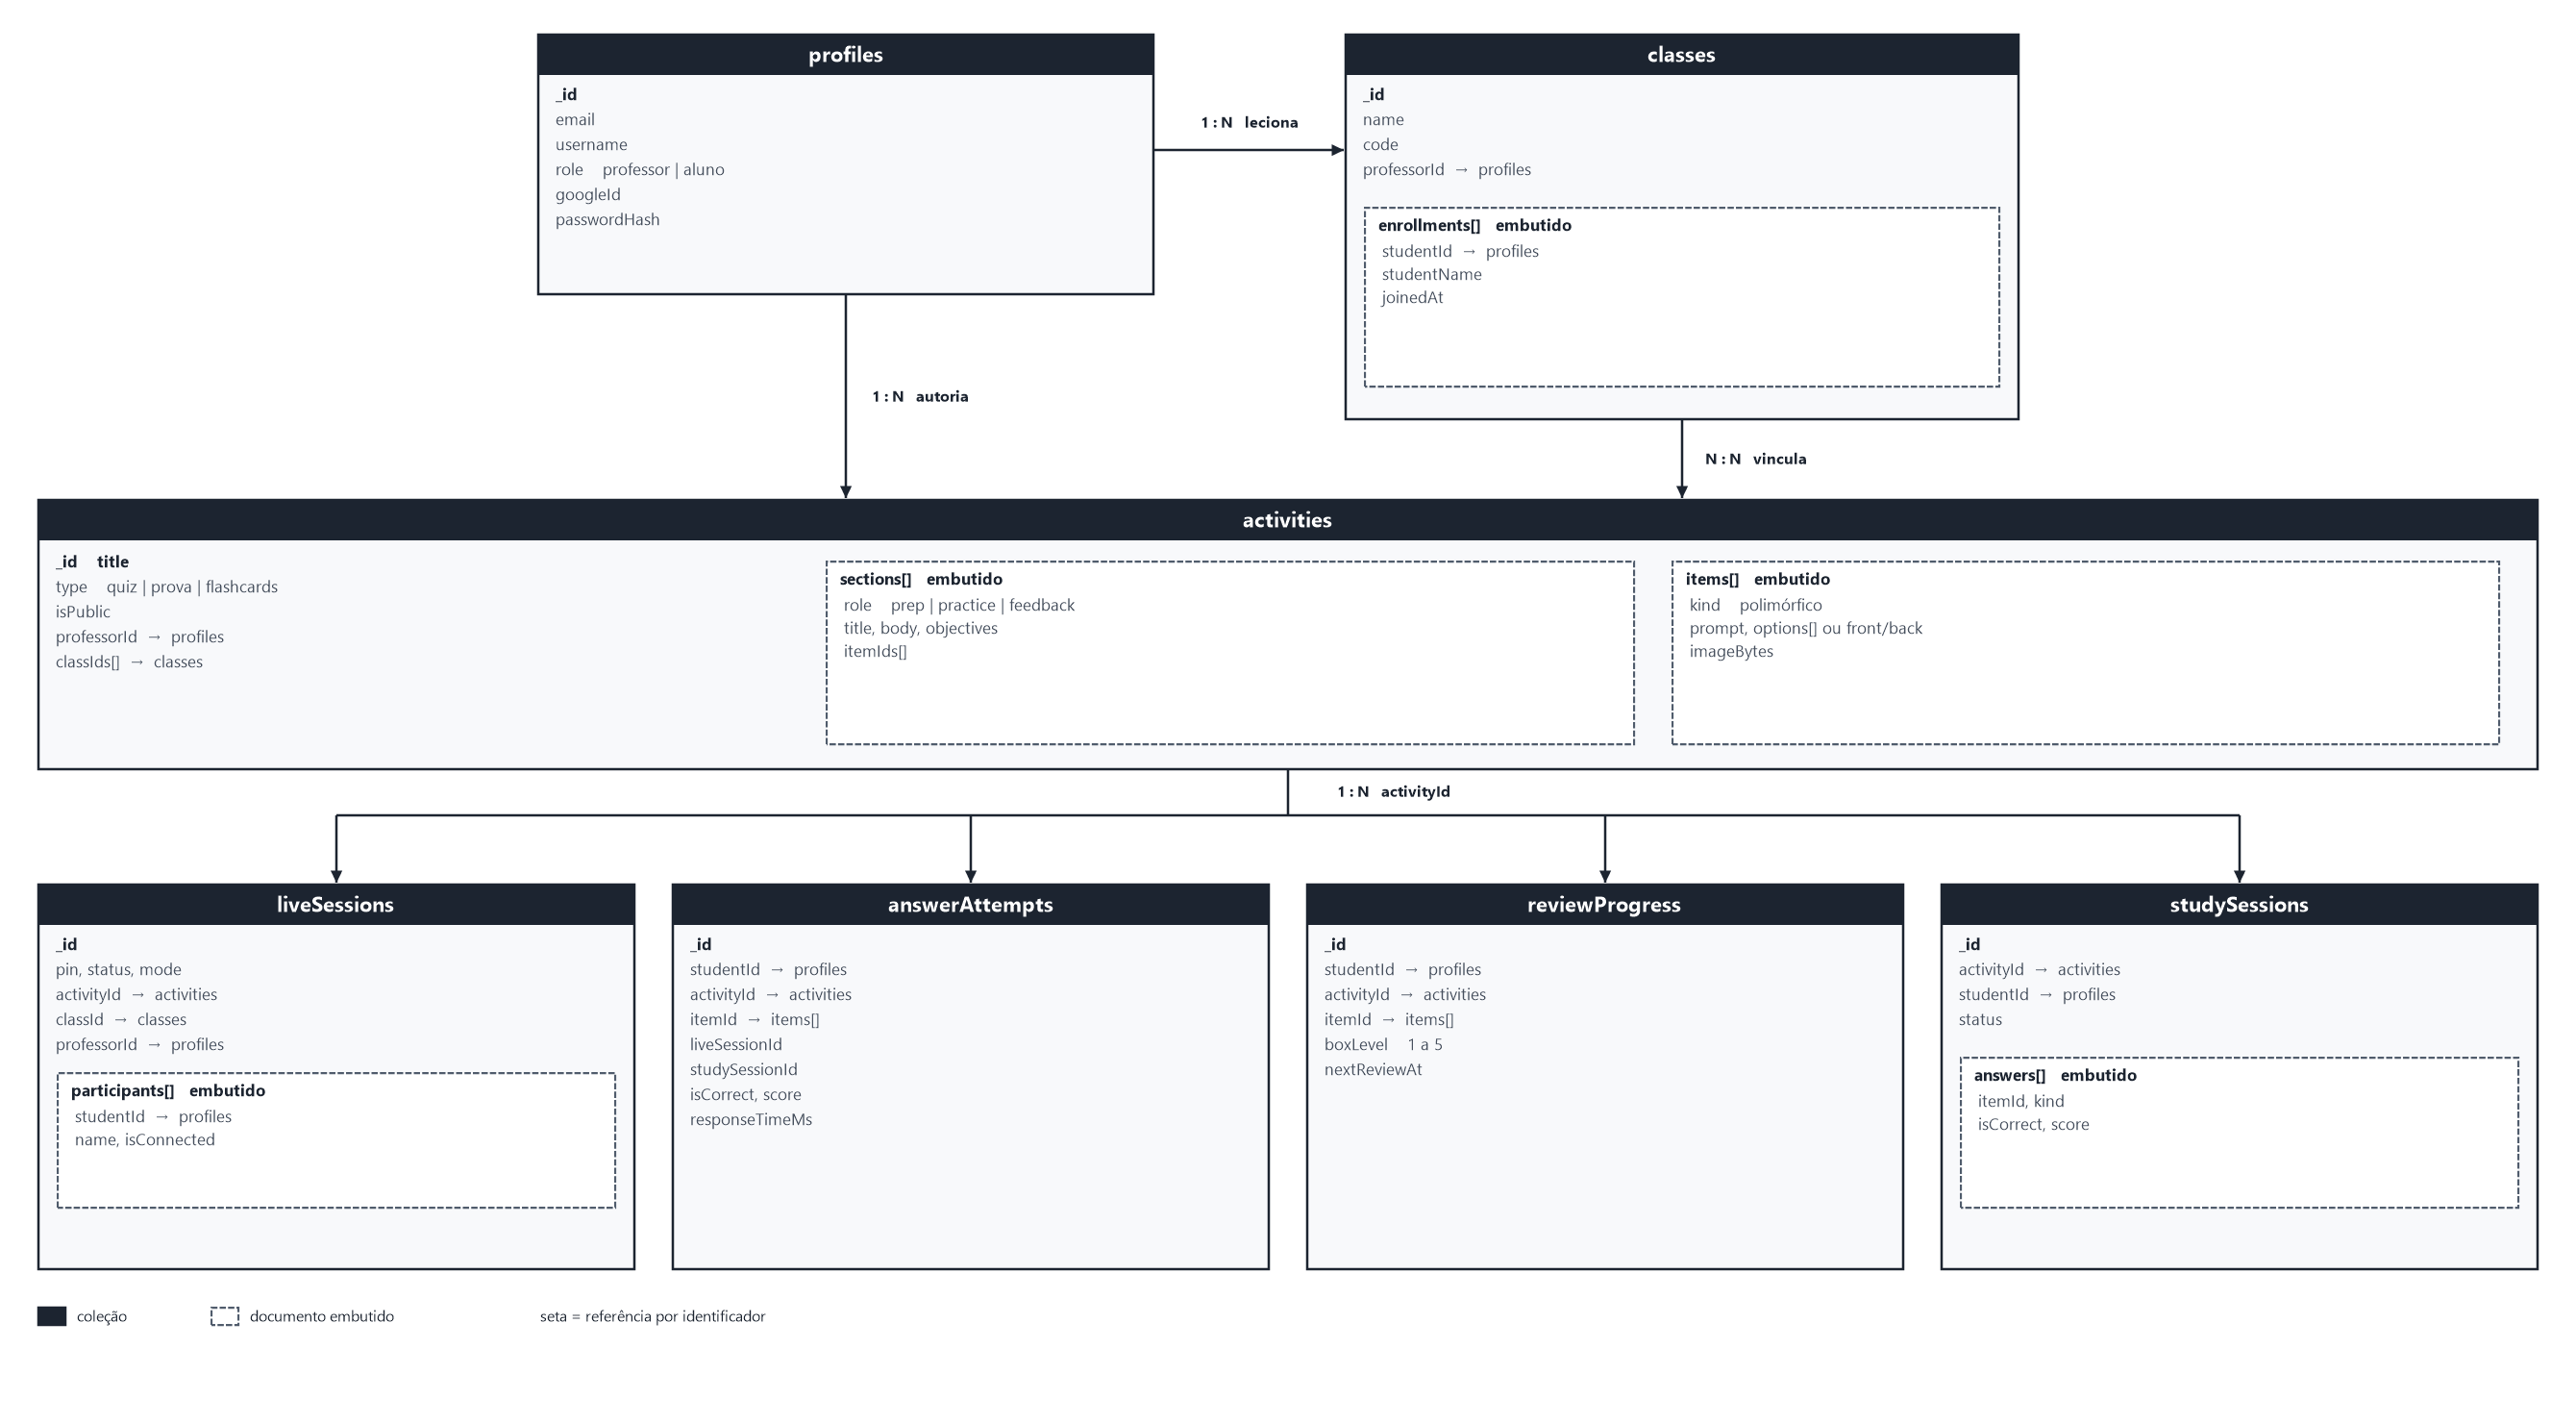 profiles
_id
email
username
role professor | aluno
googleId
passwordHash
1 : N leciona
classes
_id
name
code
professorId → profiles
enrollments[] embutido
studentId → profiles
studentName
joinedAt
1 : N autoria
N : N vincula
activities
_id title
type quiz | prova | flashcards
isPublic
professorId → profiles
classIds[] → classes
sections[] embutido
role prep | practice | feedback
title, body, objectives
itemIds[]
items[] embutido
kind polimórfico
prompt, options[] ou front/back
imageBytes
1 : N activityId
liveSessions
_id
pin, status, mode
activityId → activities
classId → classes
professorId → profiles
participants[] embutido
studentId → profiles
name, isConnected
answerAttempts
_id
studentId → profiles
activityId → activities
itemId → items[]
liveSessionId
studySessionId
isCorrect, score
responseTimeMs
reviewProgress
_id
studentId → profiles
activityId → activities
itemId → items[]
boxLevel 1 a 5
nextReviewAt
studySessions
_id
activityId → activities
studentId → profiles
status
answers[] embutido
itemId, kind
isCorrect, score
coleção
documento embutido
seta = referência por identificador